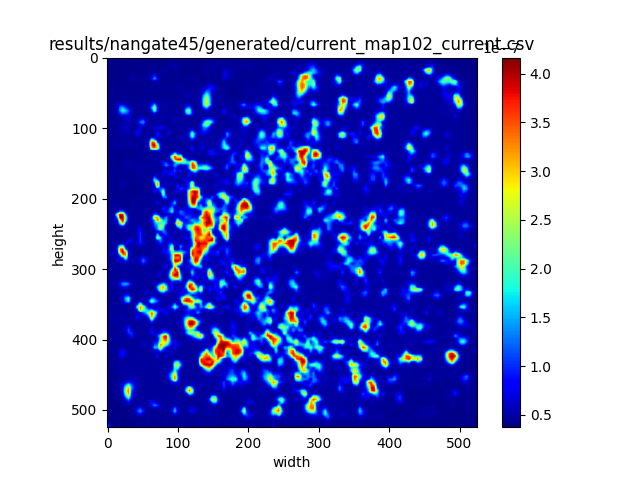 results/nangate45/generated/current_map102_current.csv
1e−7
0
100
200
300
400
500
height
0 100 200 300 400 500
width
4.0
3.5
3.0
2.5
2.0
1.5
1.0
0.5